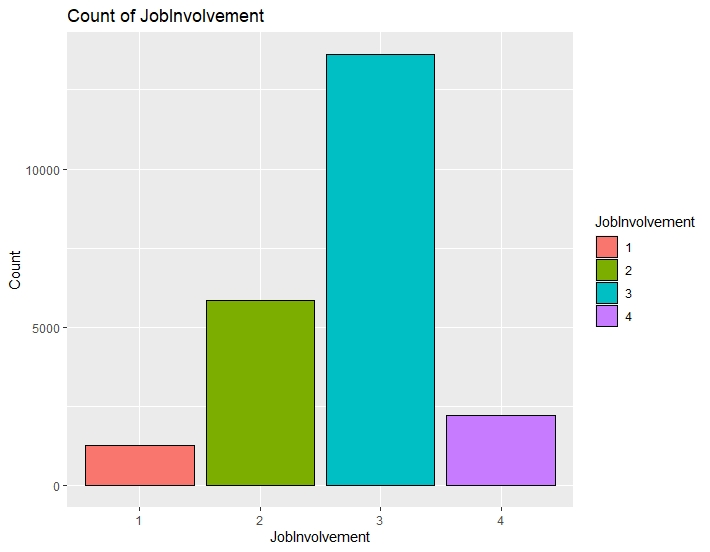 Count of JobInvolvement
Count
10000
5000
0
1
2
3
4
JobInvolvement
JobInvolvement
1
2
3
4